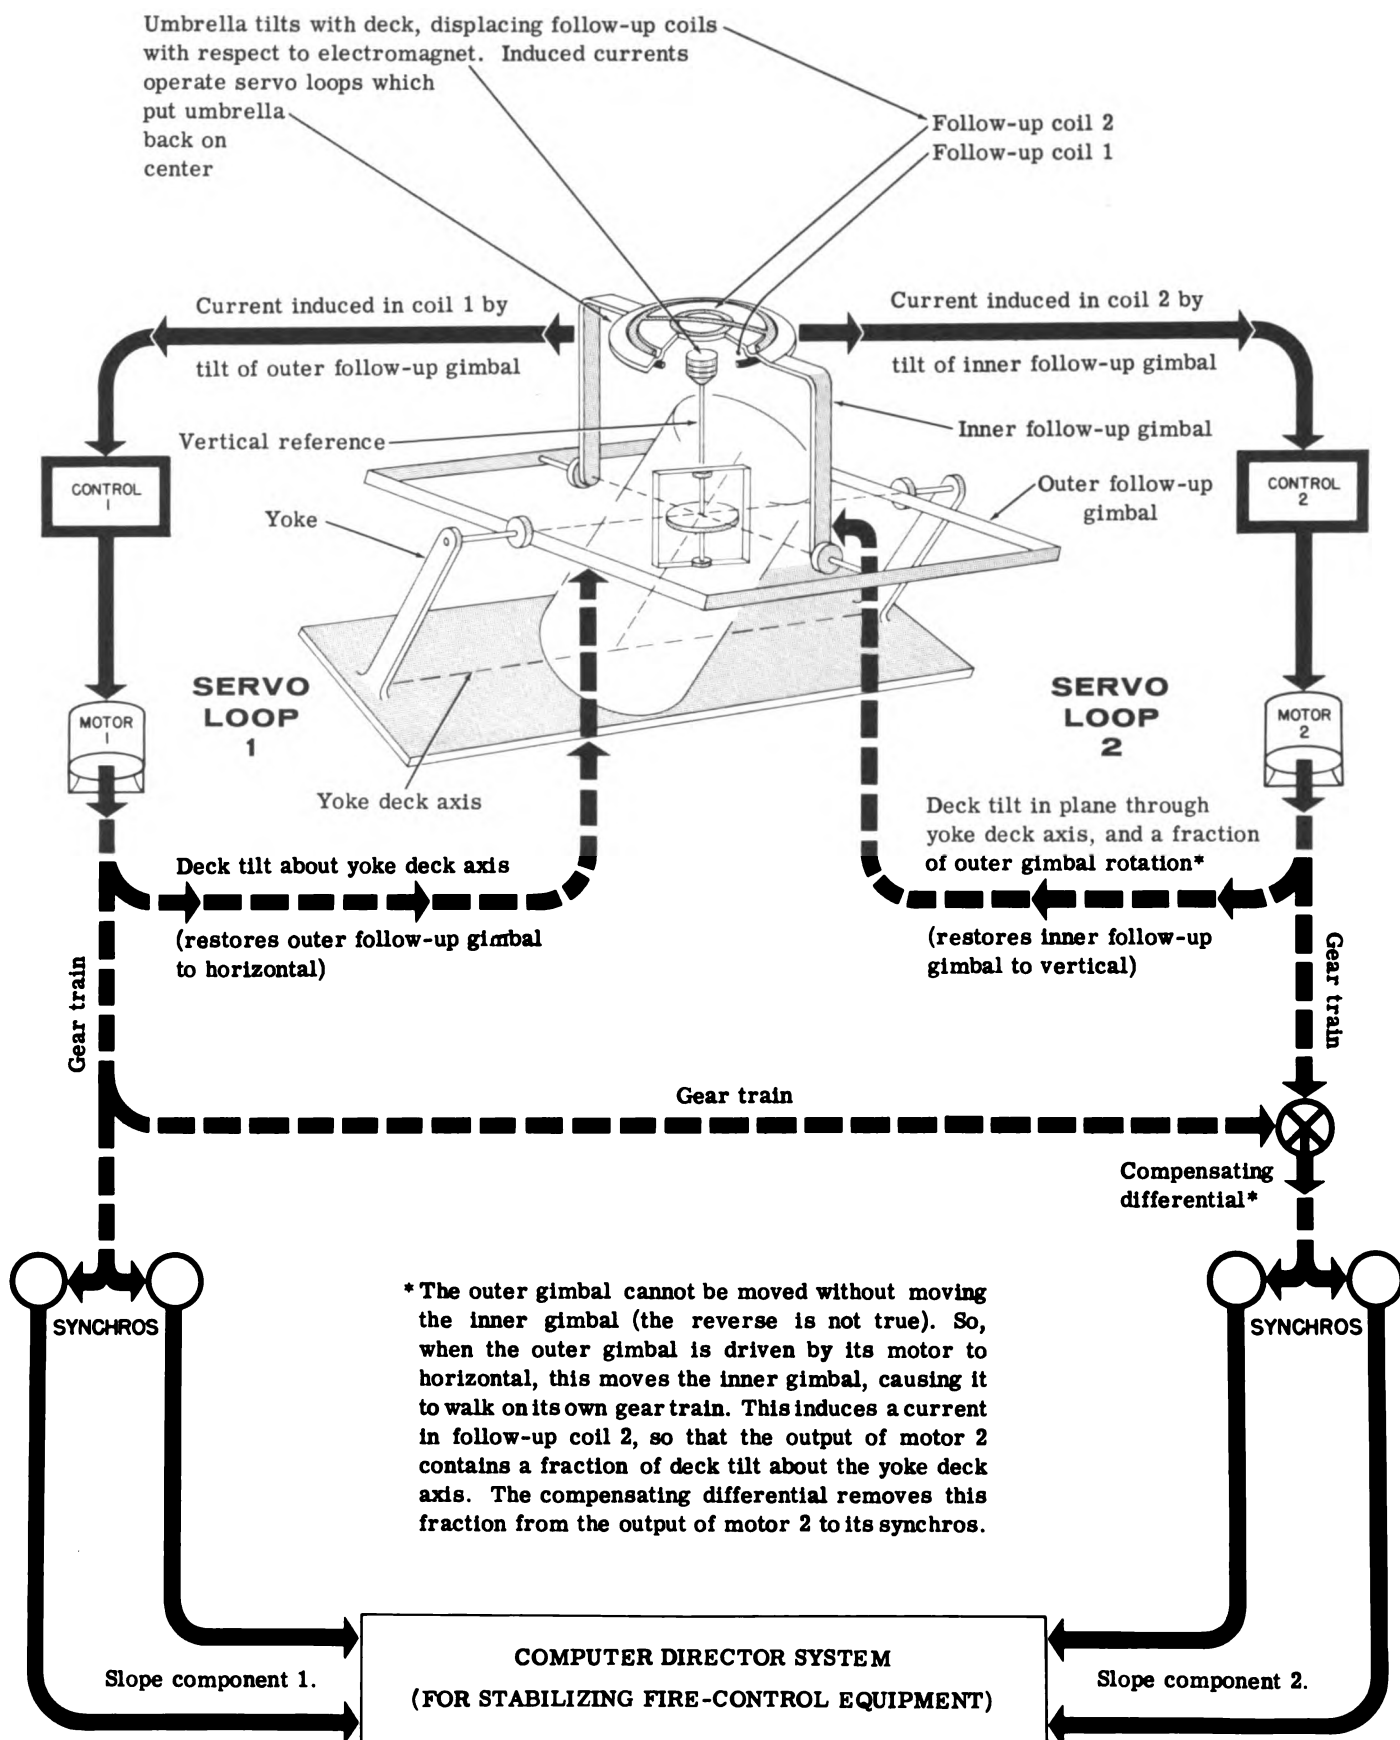 Umbrella tilts with deck, displacing follow-up coils
with respect to electromagnet. Induced currents
operate servo loops which
put umbrella
back on
center
Follow-up coil 2
Follow-up coil 1
Current induced in coil 1 by
tilt of outer follow-up gimbal
Current induced in coil 2 by
tilt of inner follow-up gimbal
Vertical reference
Inner follow-up gimbal
CONTROL
1
Yoke
Outer follow-up
gimbal
CONTROL
2
SERVO
LOOP
1
SERVO
LOOP
2
MOTOR
1
MOTOR
2
Yoke deck axis
Deck tilt about yoke deck axis
(restores outer follow-up gimbal
to horizontal)
Deck tilt in plane through
yoke deck axis, and a fraction
of outer gimbal rotation*
(restores inner follow-up
gimbal to vertical)
Gear train
Gear train
Gear train
Compensating
differential*
SYNCHROS
SYNCHROS
* The outer gimbal cannot be moved without moving
the inner gimbal (the reverse is not true). So,
when the outer gimbal is driven by its motor to
horizontal, this moves the inner gimbal, causing it
to walk on its own gear train. This induces a current
in follow-up coil 2, so that the output of motor 2
contains a fraction of deck tilt about the yoke deck
axis. The compensating differential removes this
fraction from the output of motor 2 to its synchros.
Slope component 1.
COMPUTER DIRECTOR SYSTEM
(FOR STABILIZING FIRE-CONTROL EQUIPMENT)
Slope component 2.